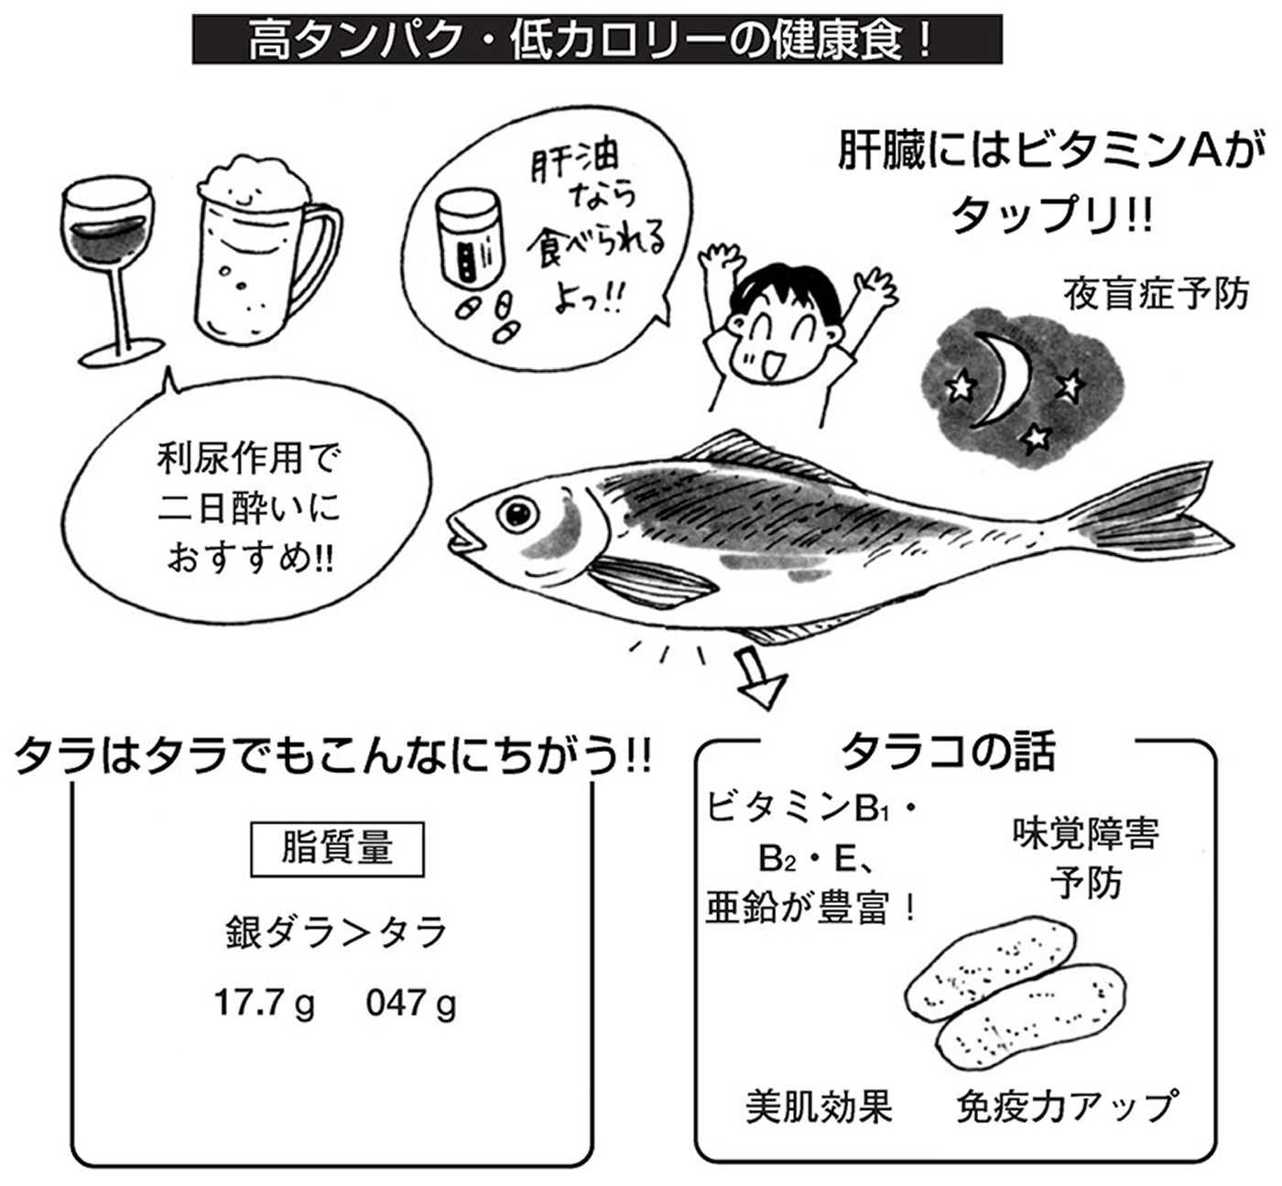 高タンパク・低カロリーの健康食！
肝油
なら
食べられる
よっ!!
肝臓にはビタミンAが
タップリ!!
夜盲症予防
利尿作用で
二日酔いに
おすすめ!!
タラはタラでもこんなにちがう!!
脂質量
銀ダラ＞タラ
17.7g 047g
タラコの話
ビタミンB₁・
B₂・E、
亜鉛が豊富！
味覚障害
予防
美肌効果
免疫力アップ